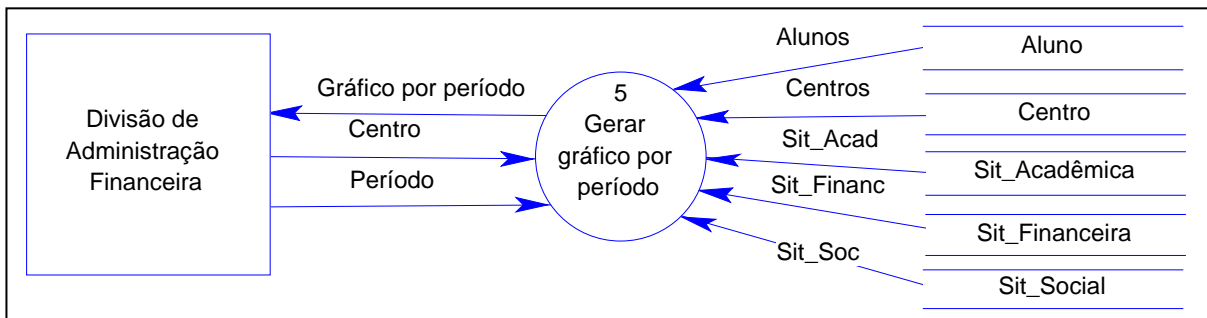 Divisão de
Administração
Financeira
Gráfico por período
Centro
Período
5
Gerar
gráfico por
período
Alunos
Centros
Sit_Acad
Sit_Financ
Sit_Soc
Aluno
Centro
Sit_Acadêmica
Sit_Financeira
Sit_Social